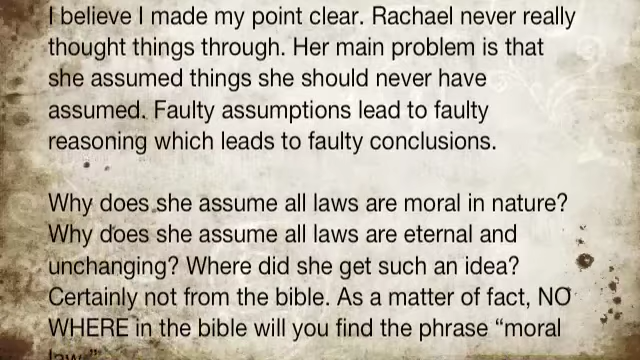 I believe I made my point clear. Rachael never really
thought things through. Her main problem is that
she assumed things she should never have
assumed. Faulty assumptions lead to faulty
reasoning which leads to faulty conclusions.
Why does she assume all laws are moral in nature?
Why does she assume all laws are eternal and
unchanging? Where did she get such an idea?
Certainly not from the bible. As a matter of fact, NO
WHERE in the bible will you find the phrase “moral
law.”